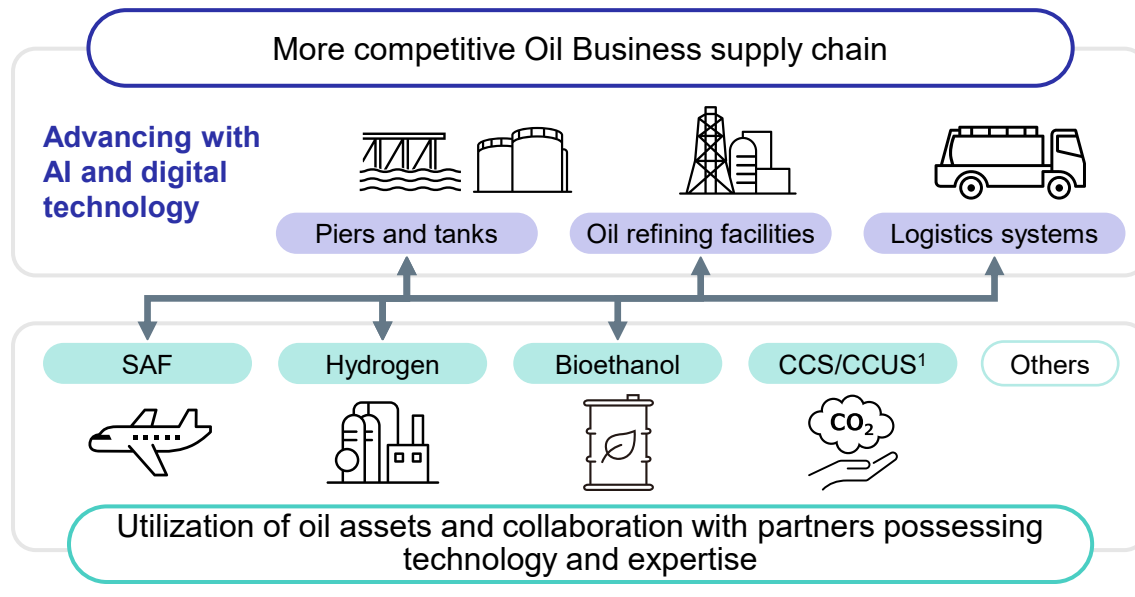 More competitive Oil Business supply chain
Advancing with
AI and digital
technology
Piers and tanks
Oil refining facilities
Logistics systems
SAF
Hydrogen
Bioethanol
CCS/CCUS¹
Others
CO₂
Utilization of oil assets and collaboration with partners possessing
technology and expertise